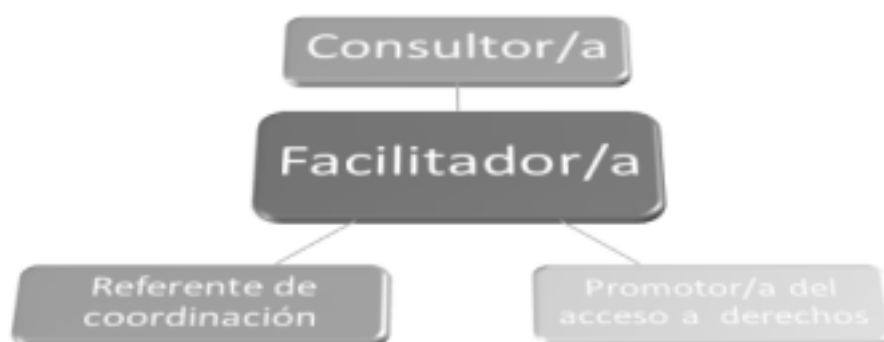 Consultor/a
Facilitador/a
Referente de
coordinación
Promotor/a del
acceso a derechos